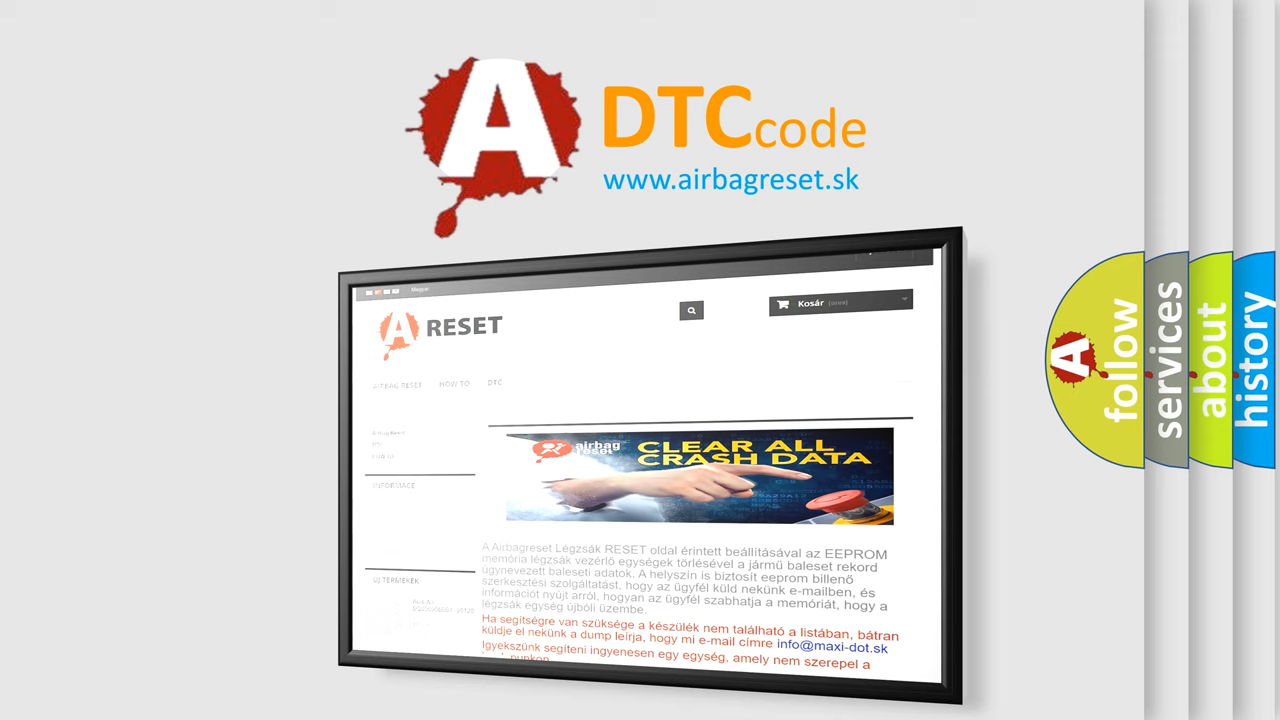 A DTC code
www.airbagreset.sk
Magyar
Kosár (üres)
A RESET
AIRBAG RESET HOW TO DTC
INFORMACE
ÚJ TERMÉKEK
airbag
reset
CLEAR ALL
CRASH DATA
A Airbagreset Légzsák RESET oldal érintett beállításával az EEPROM
memória légzsák vezérlő egységek törlésével a jármű baleset rekord
úgynevezett baleseti adatok. A helyszín is biztosít eeprom billenő
szerkesztési szolgáltatást, hogy az ügyfél küld nekünk e-mailben, és
információt nyújt arról, hogyan az ügyfél szabhatja a memóriát, hogy a
légzsák egység újbóli üzembe.
Ha segítségre van szüksége a készülék nem található a listában, bátran
küldje el nekünk a dump leírja, hogy mi e-mail címre info@maxi-dot.sk
Igyekszünk segíteni ingyenesen egy egység, amely nem szerepel a
A follow
services
about
history